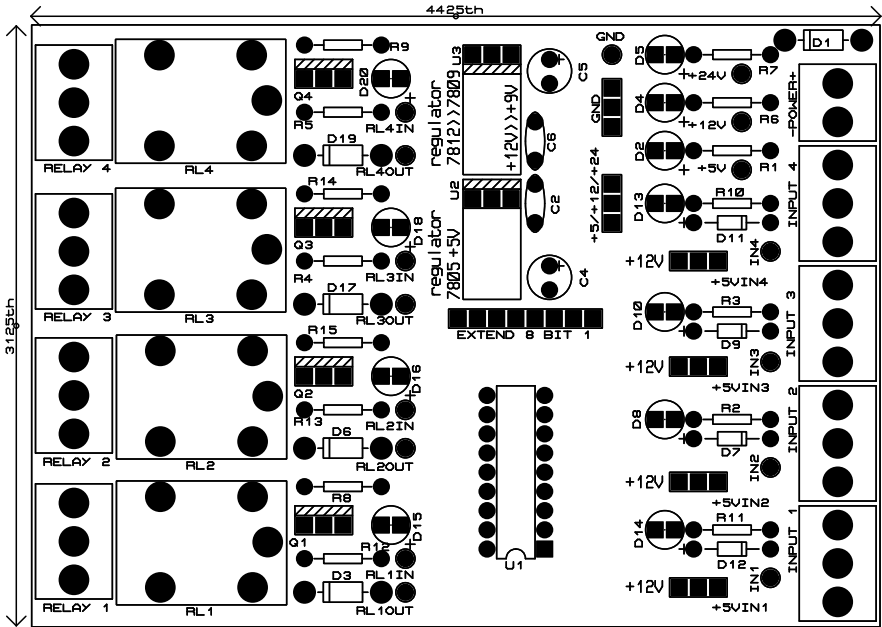 4425th
3125th
R9
D20
Q4
R5
RL4IN
D19
RL4OUT
RELAY 4
RL4
U3
regulator
7812>>7809
+12V>>+9V
C5
C6
GND
GND
D5
+24V
R7
D1
-POWER+
D4
+12V
R6
D2
+5V
R1
INPUT 4
R14
Q3
D18
R4
RL3IN
D17
RL3OUT
RELAY 3
RL3
U2
regulator
7805 +5V
C2
C4
+5/+12/+24
D13
R10
D11
IN4
+12V
+5VIN4
EXTEND 8 BIT 1
D10
R3
D9
IN3
INPUT 3
+12V
+5VIN3
R15
Q2
D16
R13
RL2IN
D6
RL2OUT
RELAY 2
RL2
D8
R2
D7
IN2
INPUT 2
+12V
+5VIN2
R8
Q1
D15
R12
RL1IN
D3
RL1OUT
RELAY 1
RL1
U1
D14
R11
D12
IN1
INPUT 1
+12V
+5VIN1